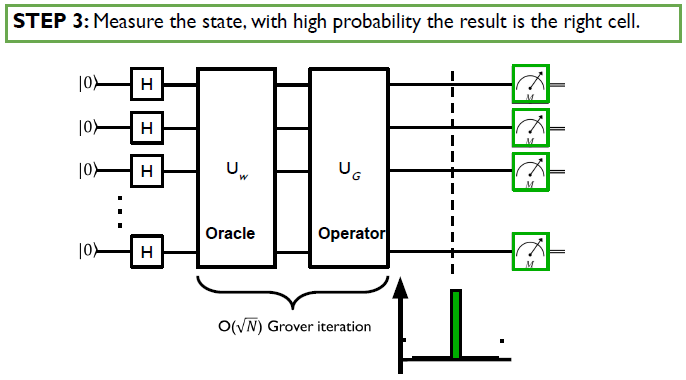 STEP 3: Measure the state, with high probability the result is the right cell.
|0⟩ H M
|0⟩ H M
|0⟩ H U_w U_G M
Oracle Operator
|0⟩ H M
O(√N) Grover iteration